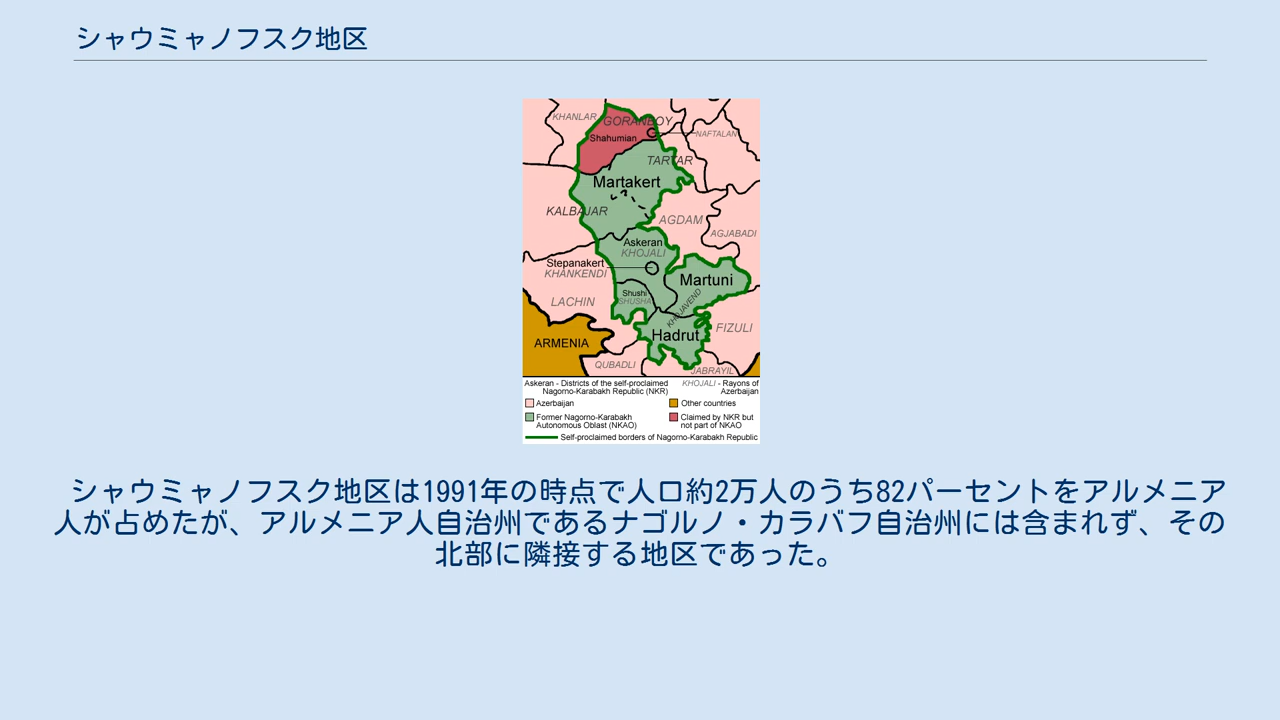 シャウミャノフスク地区
KHANLAR
GORANBOY
Shahumian
NAFTALAN
TARTAR
Martakert
KALBAJAR
AGDAM
AGJABADI
Askeran
KHOJALI
Stepanakert
KHANKENDI
Martuni
Shushi
SHUSHA
LACHIN
KHOJAVEND
FIZULI
Hadrut
ARMENIA
QUBADLI
JABRAYIL
Askeran - Districts of the self-proclaimed
Nagorno-Karabakh Republic (NKR)
KHOJALI - Rayons of
Azerbaijan
Azerbaijan
Other countries
Former Nagorno-Karabakh
Autonomous Oblast (NKAO)
Claimed by NKR but
not part of NKAO
Self-proclaimed borders of Nagorno-Karabakh Republic
シャウミャノフスク地区は1991年の時点で人口約2万人のうち82パーセントをアルメニア
人が占めたが、アルメニア人自治州であるナゴルノ・カラバフ自治州には含まれず、その
北部に隣接する地区であった。